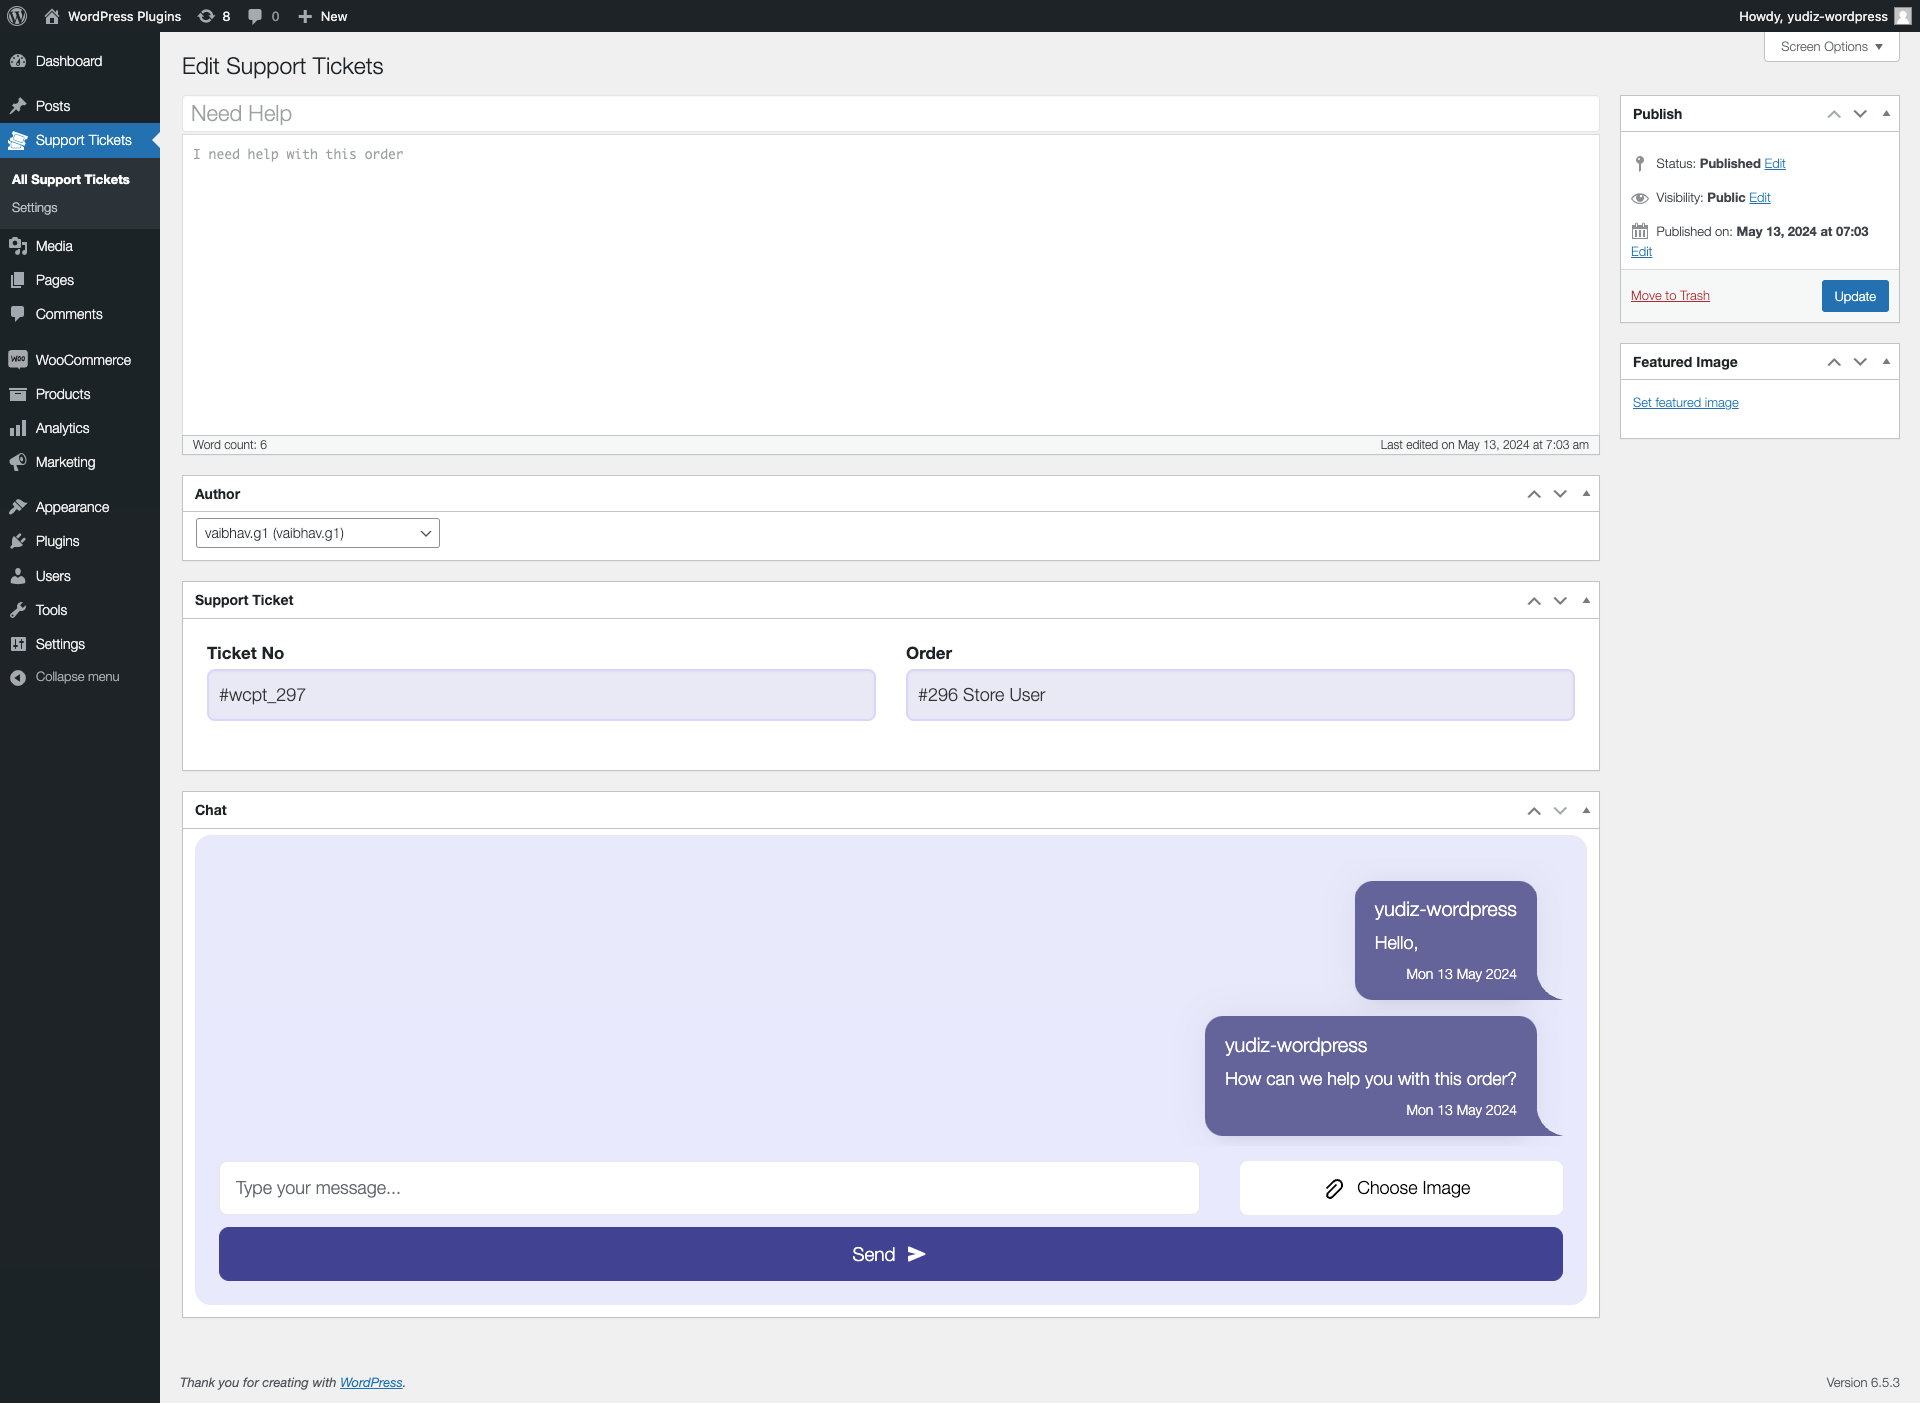 WordPress Plugins 8 0 New Howdy, yudiz-wordpress
Screen Options
Dashboard
Posts
Support Tickets
All Support Tickets
Settings
Media
Pages
Comments
Woo WooCommerce
Products
Analytics
Marketing
Appearance
Plugins
Users
Tools
Settings
Collapse menu
Edit Support Tickets
Need Help
I need help with this order
Word count: 6 Last edited on May 13, 2024 at 7:03 am
Author
vaibhav.g1 (vaibhav.g1)
Support Ticket
Ticket No Order
#wcpt_297 #296 Store User
Chat
yudiz-wordpress
Hello,
Mon 13 May 2024
yudiz-wordpress
How can we help you with this order?
Mon 13 May 2024
Type your message... Choose Image
Send
Publish
Status: Published Edit
Visibility: Public Edit
Published on: May 13, 2024 at 07:03
Edit
Move to Trash Update
Featured Image
Set featured image
Thank you for creating with WordPress. Version 6.5.3